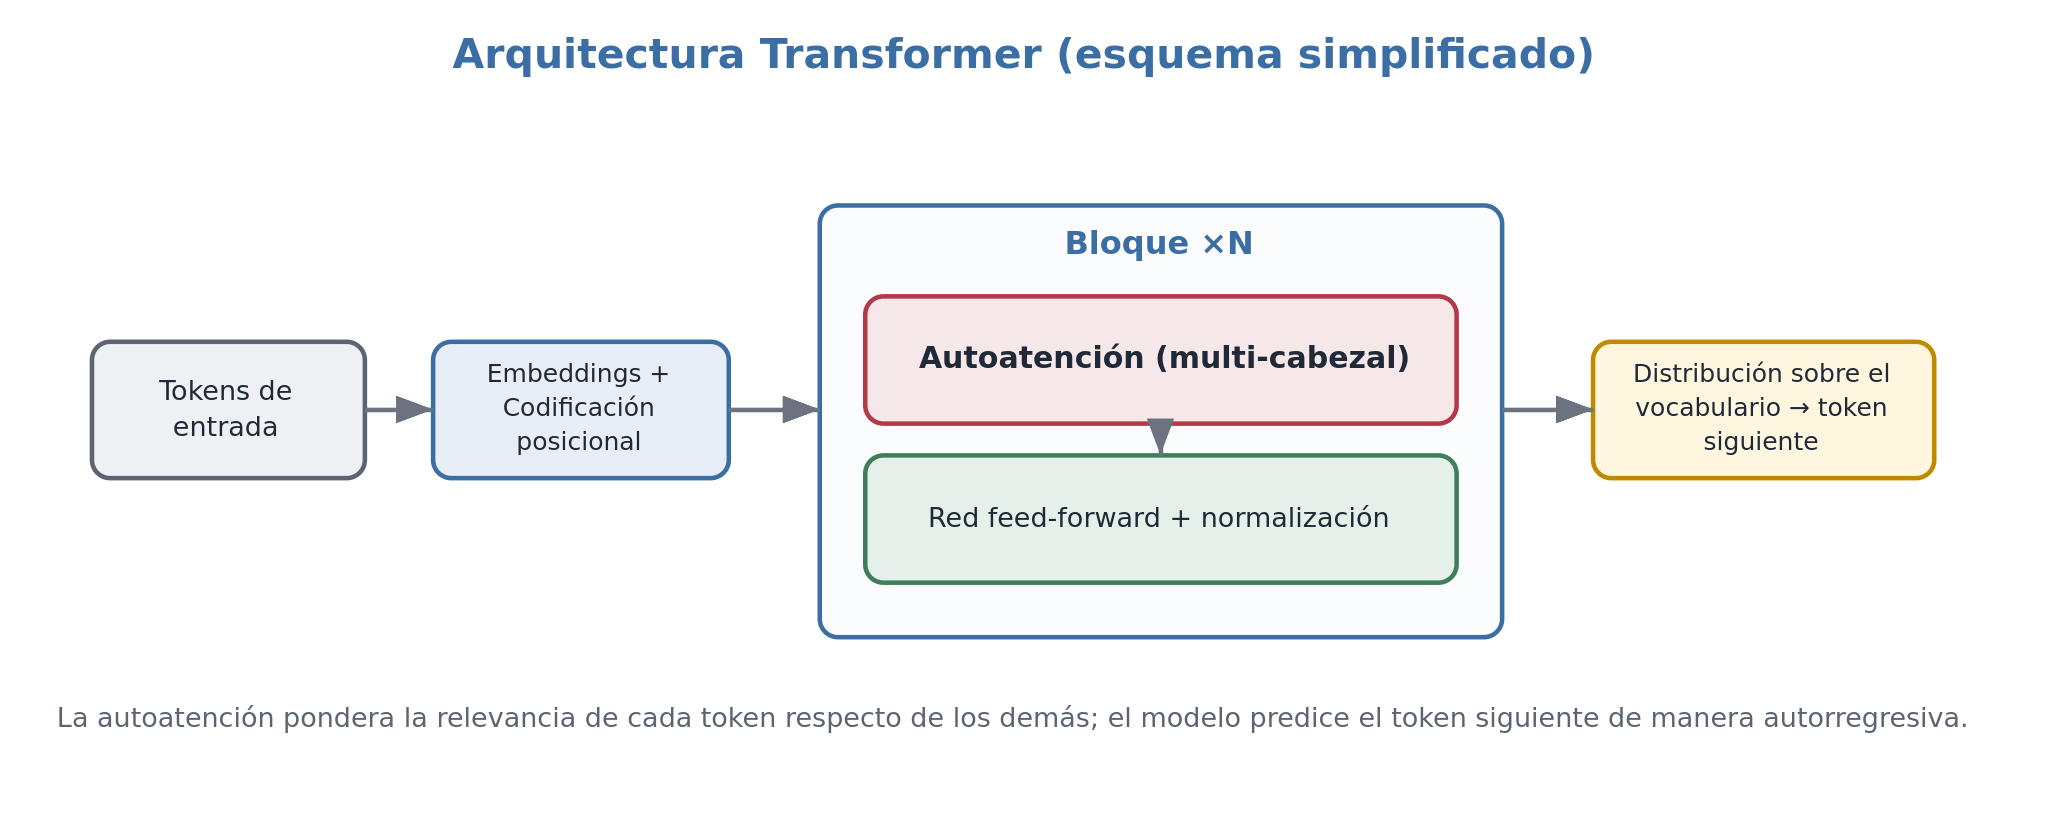 Arquitectura Transformer (esquema simplificado)
Tokens de
entrada
Embeddings +
Codificación
posicional
Bloque ×N
Autoatención (multi-cabezal)
Red feed-forward + normalización
Distribución sobre el
vocabulario → token
siguiente
La autoatención pondera la relevancia de cada token respecto de los demás; el modelo predice el token siguiente de manera autorregresiva.